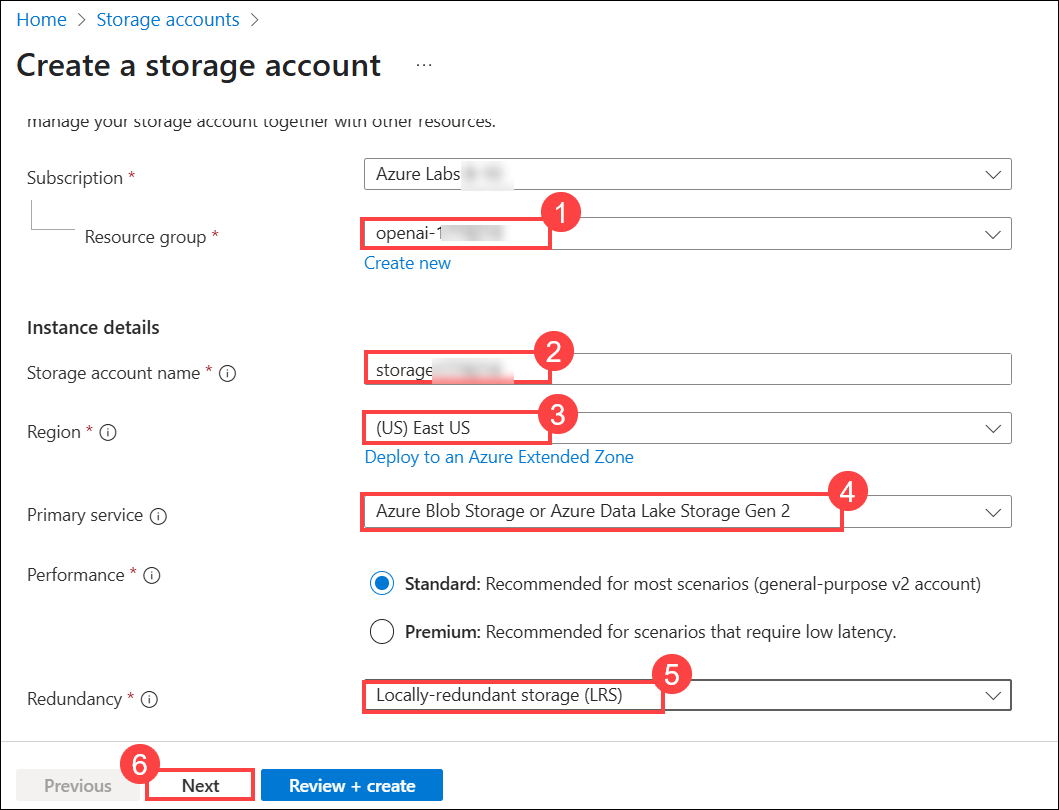 Home > Storage accounts >
Create a storage account ...
manage your storage account together with other resources.
Subscription * Azure Labs
1
Resource group * openai-1
Create new
Instance details
2
Storage account name * storage
3
Region * (US) East US
Deploy to an Azure Extended Zone
4
Primary service Azure Blob Storage or Azure Data Lake Storage Gen 2
Performance *
Standard: Recommended for most scenarios (general-purpose v2 account)
Premium: Recommended for scenarios that require low latency.
5
Redundancy * Locally-redundant storage (LRS)
6
Previous Next Review + create